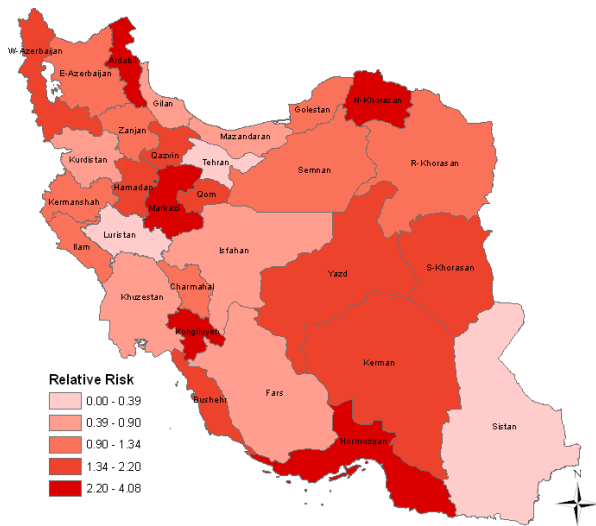 W-Azerbaijan
Ardabil
E-Azerbaijan
Gilan
N-Khorasan
Golestan
Zanjan
Mazandaran
Qazvin
Kurdistan
Tehran
R-Khorasan
Semnan
Hamadan
Qom
Kermanshah
Markazi
Luristan
Ilam
Isfahan
S-Khorasan
Yazd
Charmahal
Khuzestan
Kohgiluyeh
Kerman
Fars
Bushehr
Sistan
Hormozgan
Relative Risk
0.00 - 0.39
0.39 - 0.90
0.90 - 1.34
1.34 - 2.20
2.20 - 4.08
N